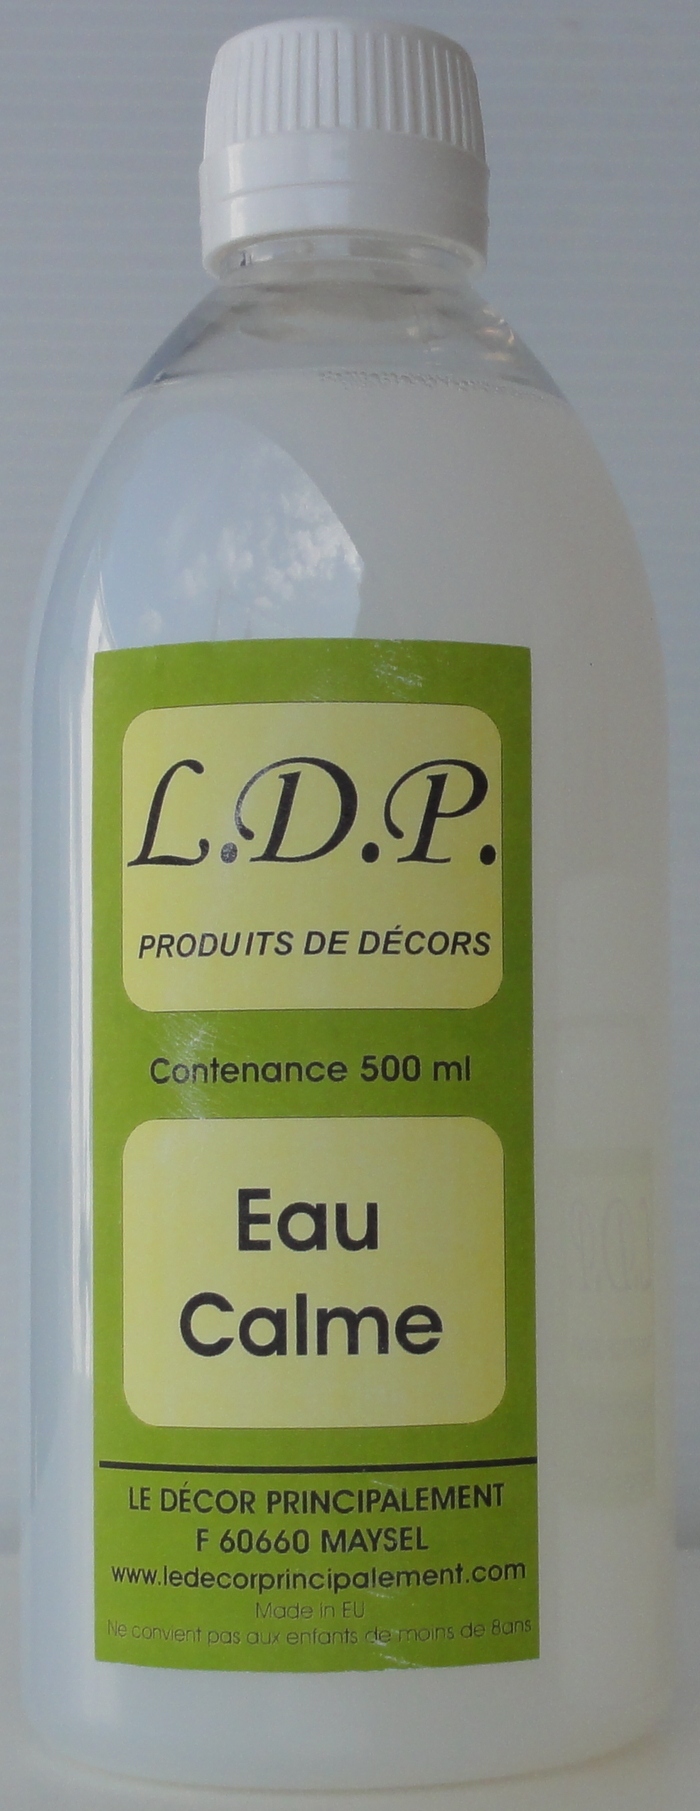 L.D.P.
PRODUITS DE DÉCORS
Contenance 500 ml
Eau
Calme
LE DÉCOR PRINCIPALEMENT
F 60660 MAYSEL
www.ledecorprincipalement.com
Made in EU
Ne convient pas aux enfants de moins de 8ans